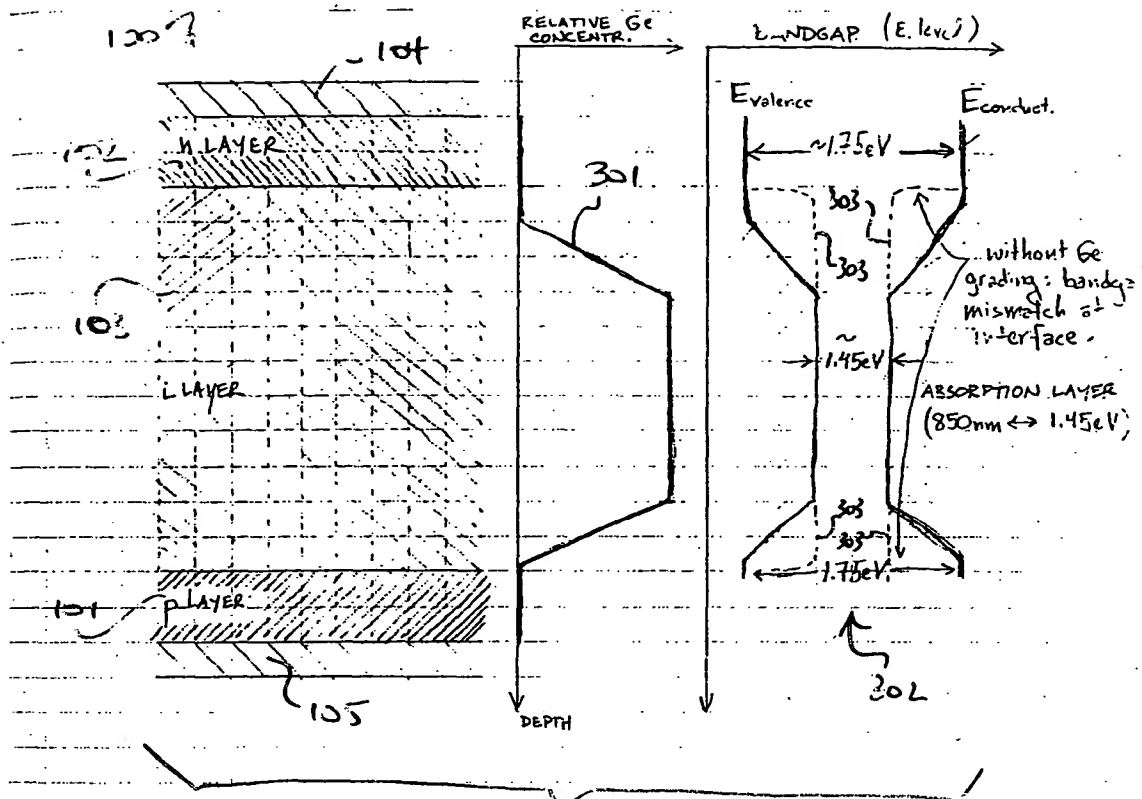 100
104
n LAYER
103
i LAYER
101
p LAYER
105
RELATIVE Ge
CONCENTR.
301
DEPTH
(E. level)
Evalence
Econduct.
~1.75eV
303
303
without Ge
grading:
mismatch at
interface.
~
1.45eV
ABSORPTION LAYER
(850nm ↔ 1.45eV)
303
303
1.75eV
302